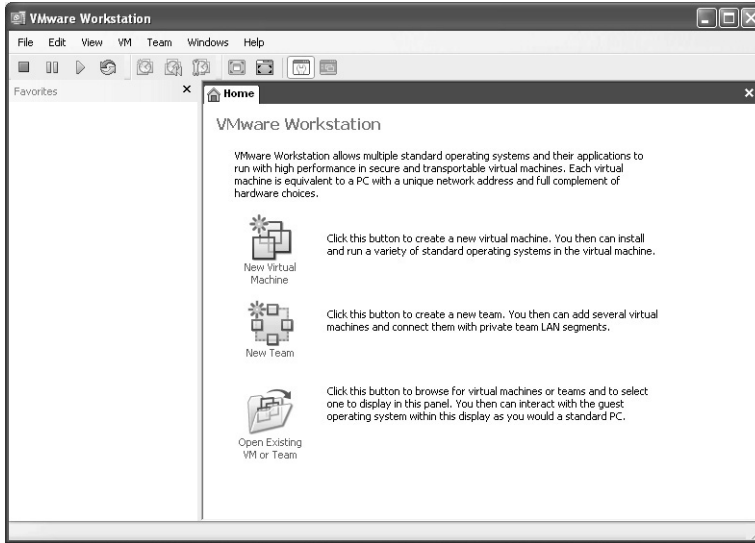 VMware Workstation
File Edit View VM Team Windows Help
Favorites
Home
VMware Workstation
VMware Workstation allows multiple standard operating systems and their applications to
run with high performance in secure and transportable virtual machines. Each virtual
machine is equivalent to a PC with a unique network address and full complement of
hardware choices.
New Virtual
Machine
Click this button to create a new virtual machine. You then can install
and run a variety of standard operating systems in the virtual machine.
New Team
Click this button to create a new team. You then can add several virtual
machines and connect them with private team LAN segments.
Open Existing
VM or Team
Click this button to browse for virtual machines or teams and to select
one to display in this panel. You then can interact with the guest
operating system within this display as you would a standard PC.